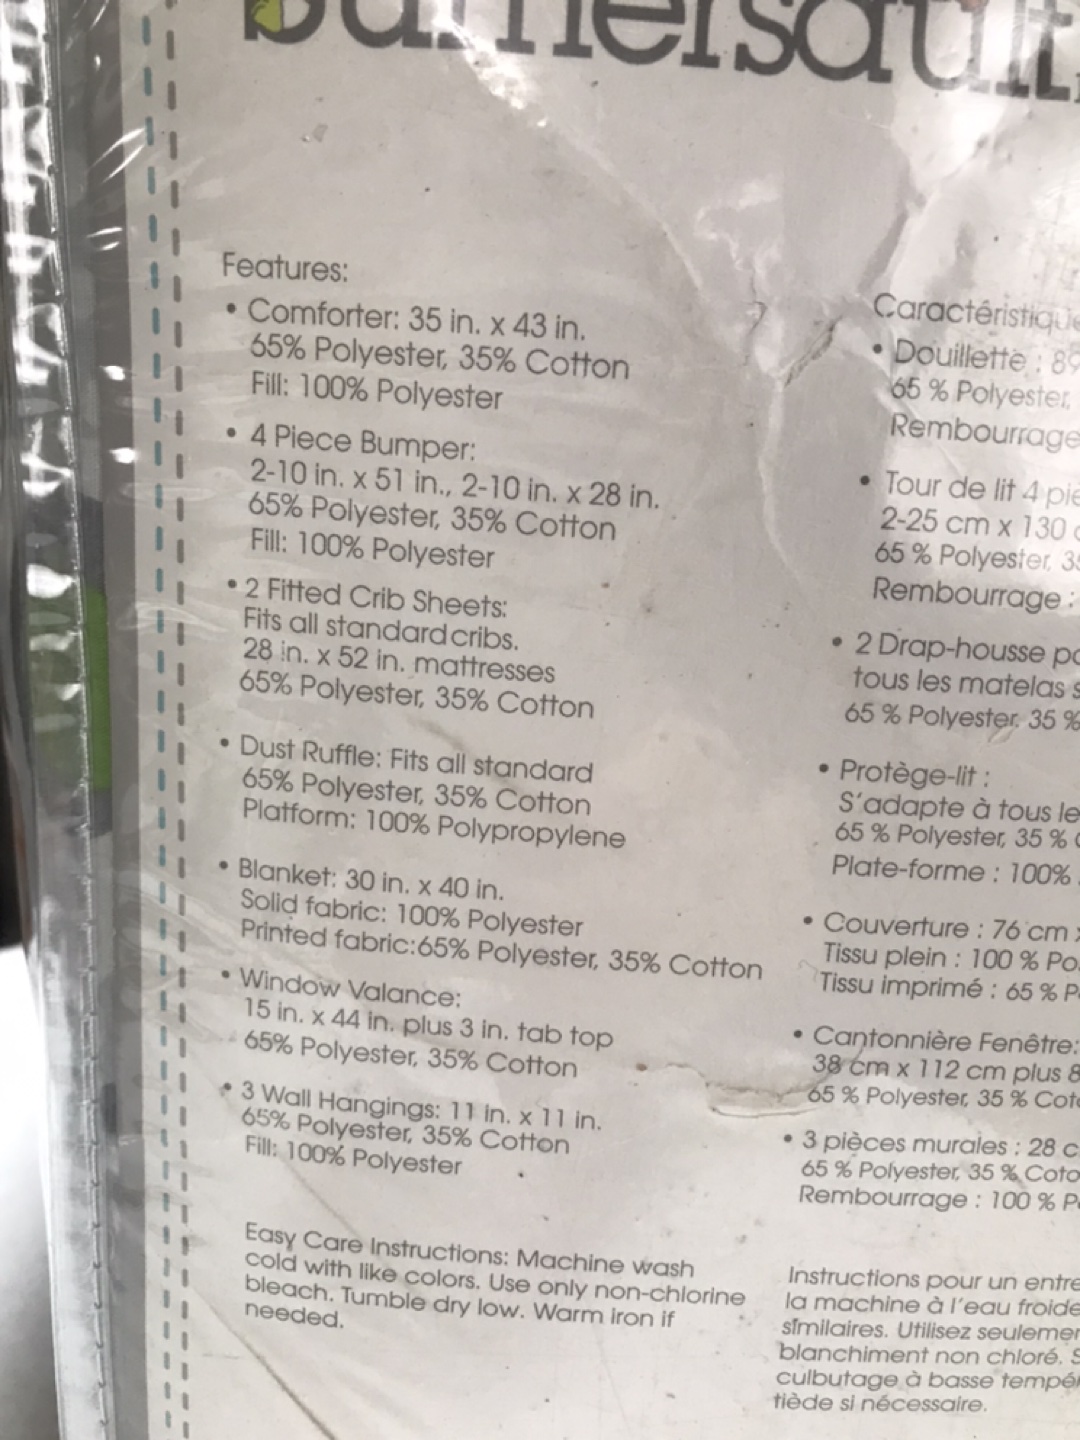 Features:
• Comforter: 35 in. x 43 in.
65% Polyester, 35% Cotton
Fill: 100% Polyester
• 4 Piece Bumper:
2-10 in. x 51 in., 2-10 in. x 28 in.
65% Polyester, 35% Cotton
Fill: 100% Polyester
• 2 Fitted Crib Sheets:
Fits all standard cribs.
28 in. x 52 in. mattresses
65% Polyester, 35% Cotton
• Dust Ruffle: Fits all standard
65% Polyester, 35% Cotton
Platform: 100% Polypropylene
• Blanket: 30 in. x 40 in.
Solid fabric: 100% Polyester
Printed fabric:65% Polyester, 35% Cotton
• Window Valance:
15 in. x 44 in. plus 3 in. tab top
65% Polyester, 35% Cotton
• 3 Wall Hangings: 11 in. x 11 in.
65% Polyester, 35% Cotton
Fill: 100% Polyester
Easy Care Instructions: Machine wash
cold with like colors. Use only non-chlorine
bleach. Tumble dry low. Warm iron if
needed.
• Douillette :
65 % Polyester,
Rembourrage
• Tour de lit 4
2-25 cm x 130
65 % Polyester,
Rembourrage :
• 2 Drap-housse
tous les matelas
65 % Polyester, 35 %
• Protège-lit :
S'adapte à tous
65 % Polyester, 35 %
Plate-forme : 100%
• Couverture : 76 cm
Tissu plein : 100 %
Tissu imprimé : 65 %
• Cantonnière Fenêtre:
38 cm x 112 cm plus
65 % Polyester, 35 %
• 3 pièces murales : 28
65 % Polyester, 35 %
Rembourrage : 100 %
Instructions pour un
la machine à l'eau froide
similaires. Utilisez
blanchiment non chloré.
culbutage à basse
tiède si nécessaire.